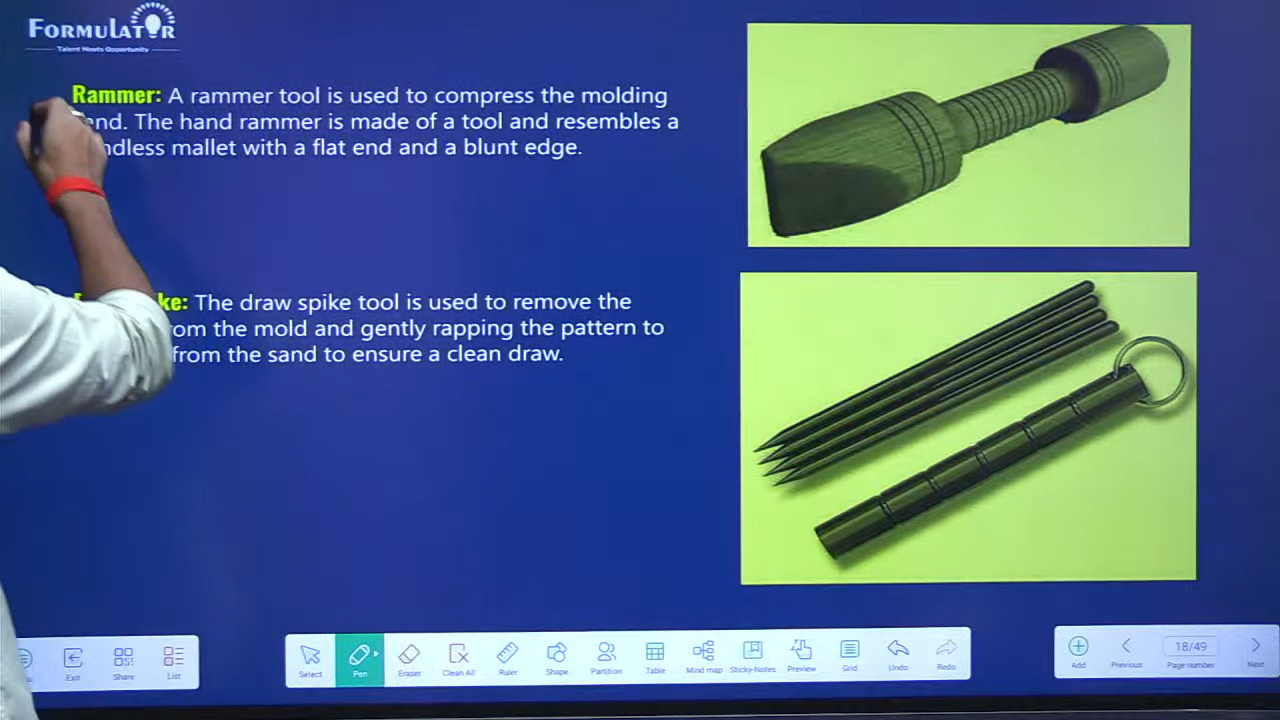 FORMULATOR
Talent Meets Opportunity
Rammer: A rammer tool is used to compress the molding
and. The hand rammer is made of a tool and resembles a
ndless mallet with a flat end and a blunt edge.
ke: The draw spike tool is used to remove the
rom the mold and gently rapping the pattern to
from the sand to ensure a clean draw.
Exit Share List Select Pen Eraser Clean All Ruler Shape Partition Table Mind map Sticky-Notes Preview Grid Undo Redo Add Previous 18/49 Page number Next